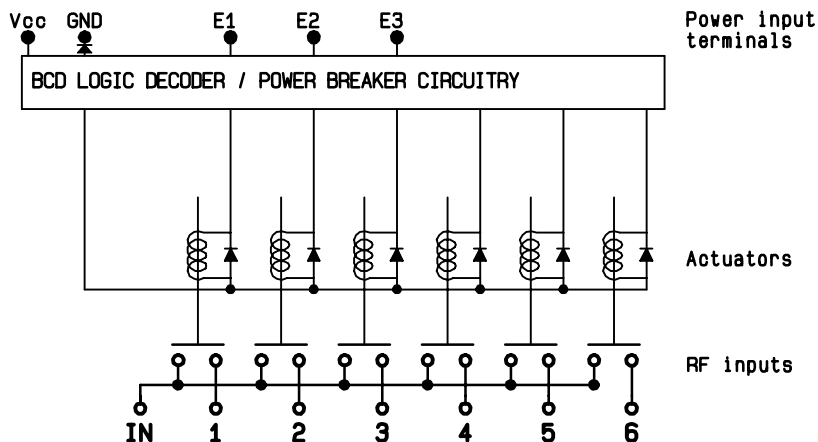 Vcc GND E1 E2 E3 Power input
terminals
BCD LOGIC DECODER / POWER BREAKER CIRCUITRY
Actuators
RF inputs
IN 1 2 3 4 5 6